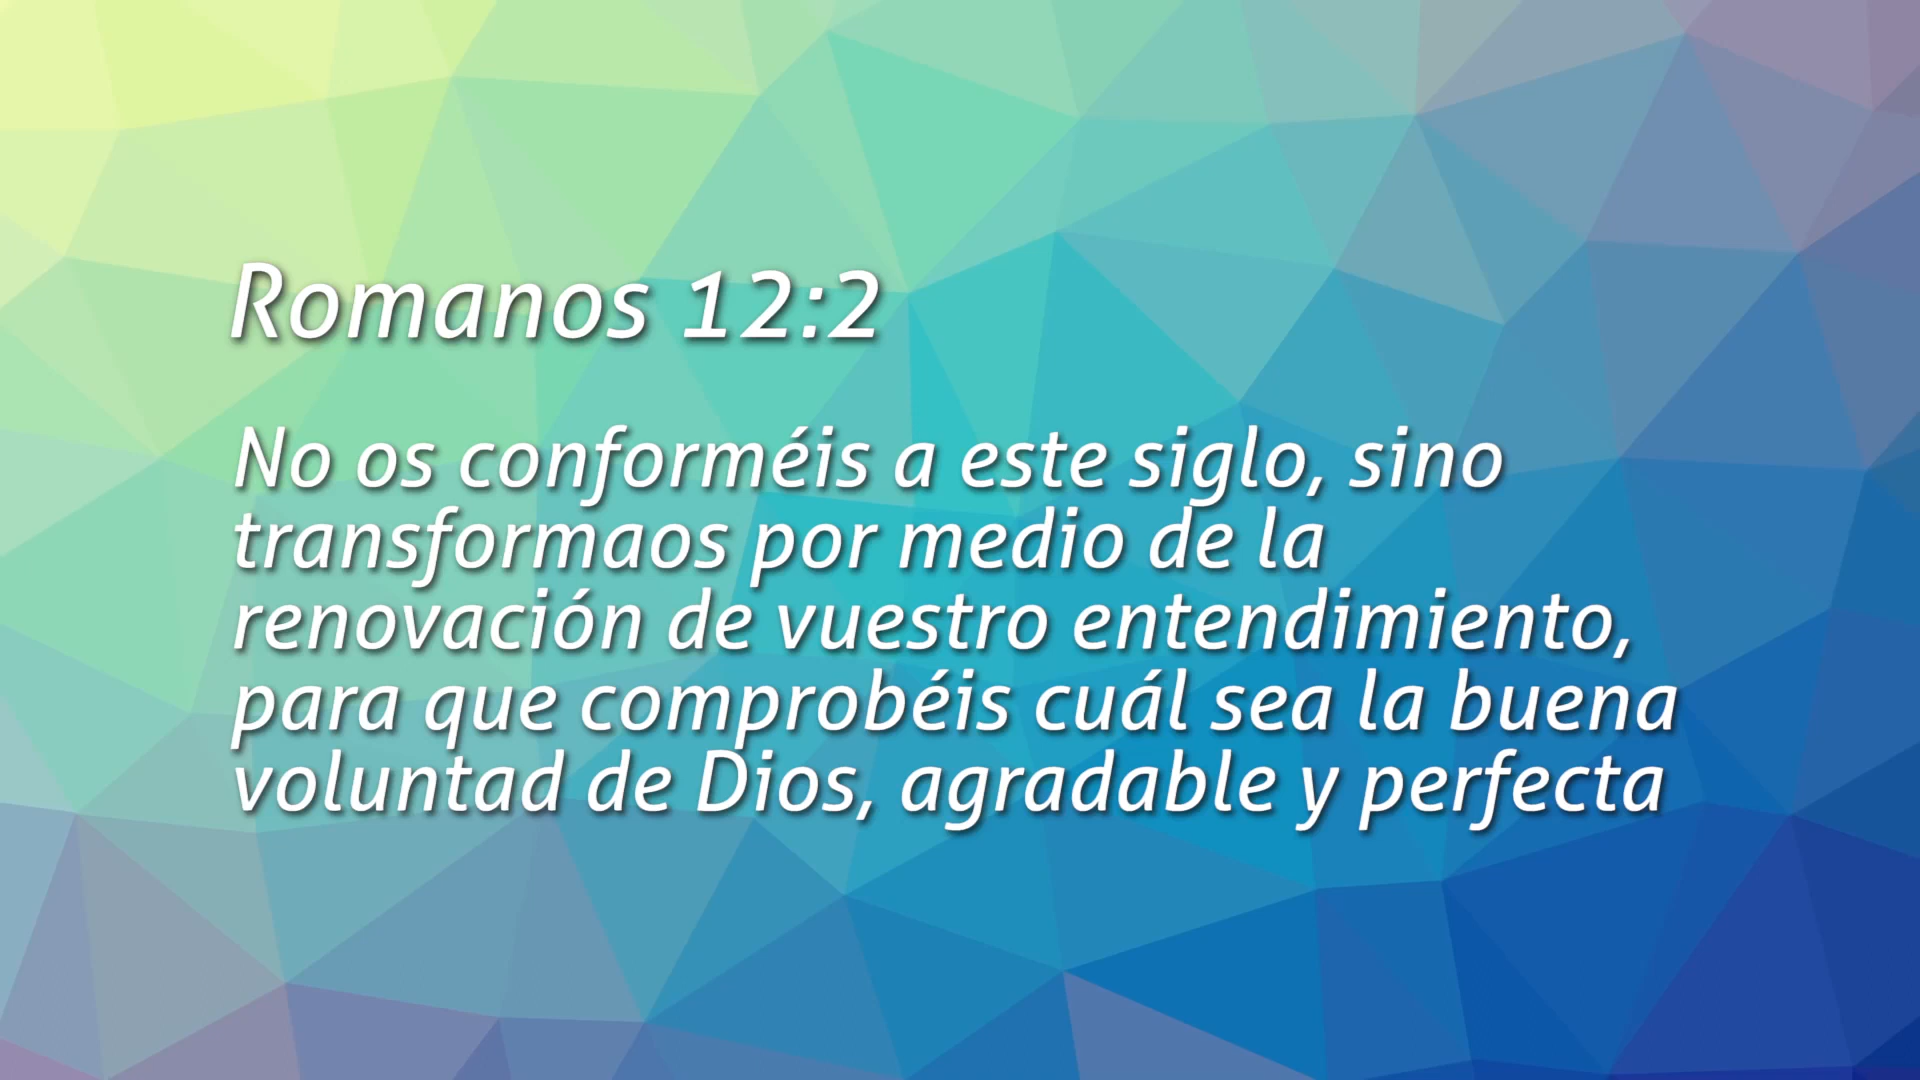 Romanos 12:2
No os conforméis a este siglo, sino
transformaos por medio de la
renovación de vuestro entendimiento,
para que comprobéis cuál sea la buena
voluntad de Dios, agradable y perfecta